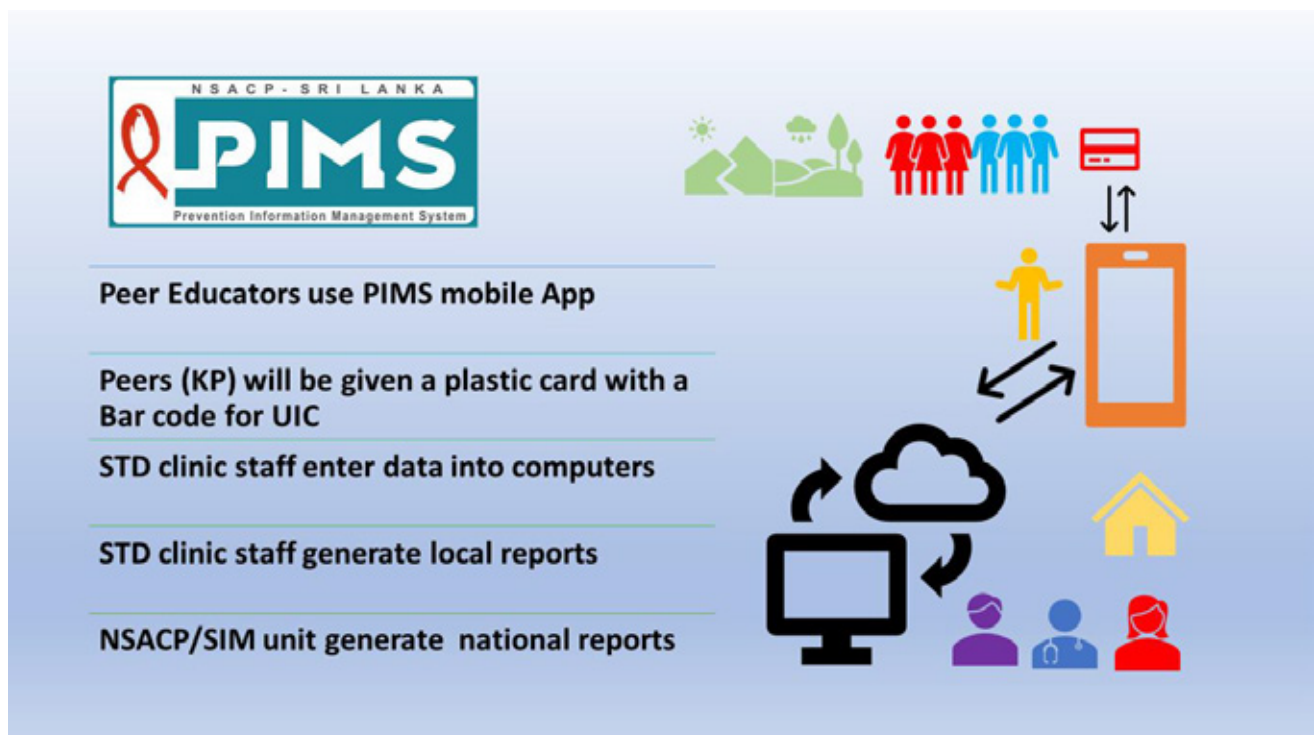 NSACP-SRI LANKA
PIMS
Prevention Information Management System
Peer Educators use PIMS mobile App
Peers (KP) will be given a plastic card with a
Bar code for UIC
STD clinic staff enter data into computers
STD clinic staff generate local reports
NSACP/SIM unit generate national reports